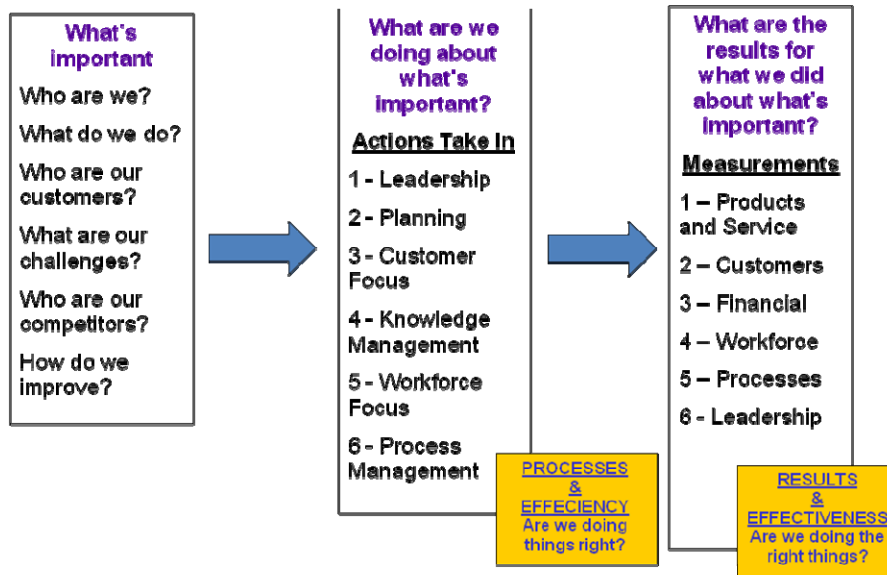 What's
important
Who are we?
What do we do?
Who are our
customers?
What are our
challenges?
Who are our
competitors?
How do we
improve?
What are we
doing about
what's
important?
Actions Take In
1 - Leadership
2 - Planning
3 - Customer
Focus
4 - Knowledge
Management
5 - Workforce
Focus
6 - Process
Management
PROCESSES
&
EFFECIENCY
Are we doing
things right?
What are the
results for
what we did
about what's
important?
Measurements
1 – Products
and Service
2 – Customers
3 – Financial
4 – Workforce
5 – Processes
6 - Leadership
RESULTS
&
EFFECTIVENESS
Are we doing the
right things?